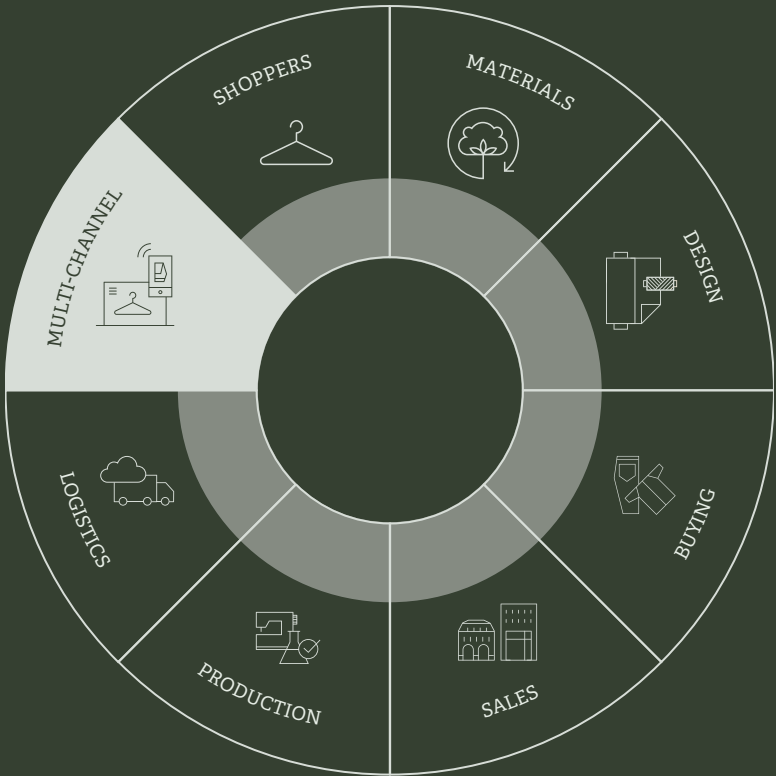 SHOPPERS
MATERIALS
DESIGN
BUYING
SALES
PRODUCTION
LOGISTICS
MULTI-CHANNEL